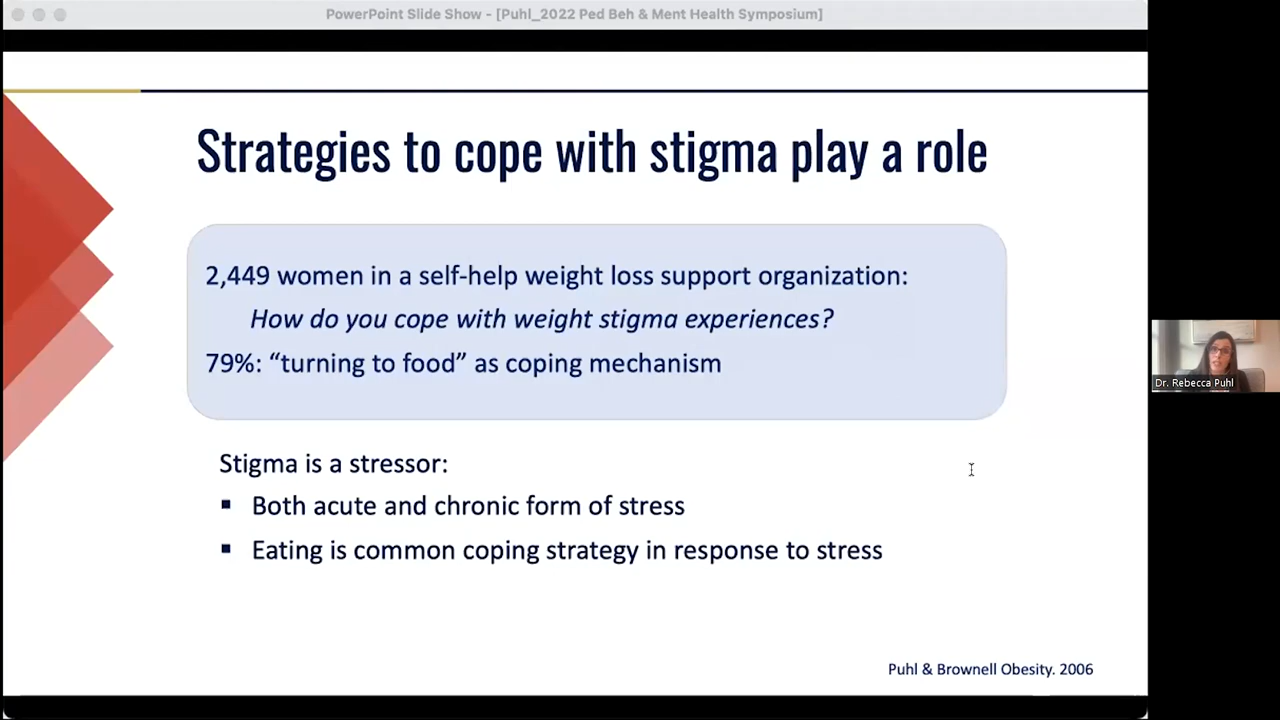 PowerPoint Slide Show - [Puhl_2022 Ped Beh & Ment Health Symposium]
Strategies to cope with stigma play a role
2,449 women in a self-help weight loss support organization:
How do you cope with weight stigma experiences?
79%: “turning to food” as coping mechanism
Dr. Rebecca Puhl
Stigma is a stressor:
▪ Both acute and chronic form of stress
▪ Eating is common coping strategy in response to stress
Puhl & Brownell Obesity. 2006